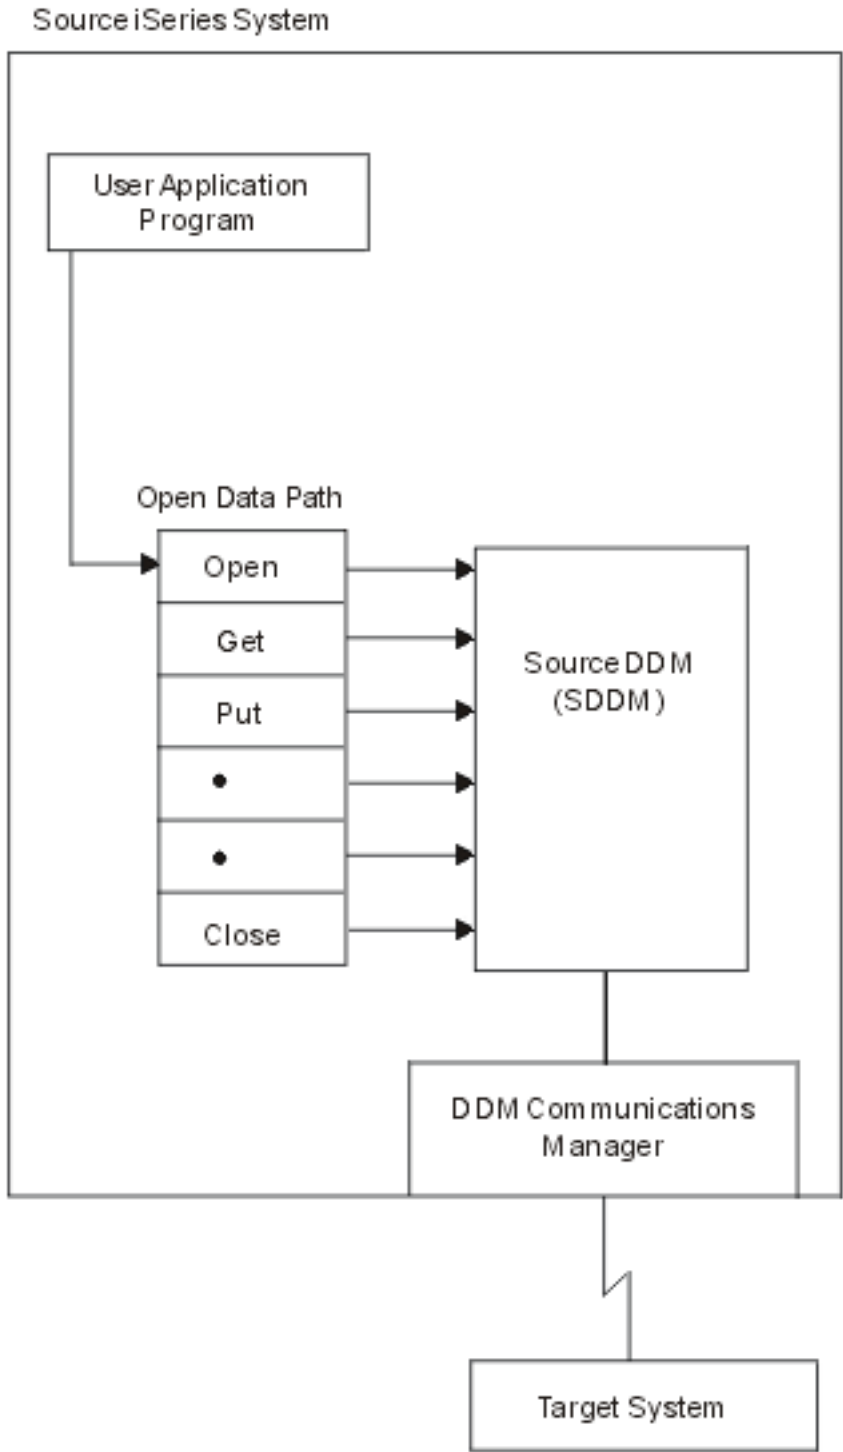 Source iSeries System
User Application
Program
Open Data Path
Open
Get
Put
•
•
Close
Source DDM
(SDDM)
DDM Communications
Manager
Target System